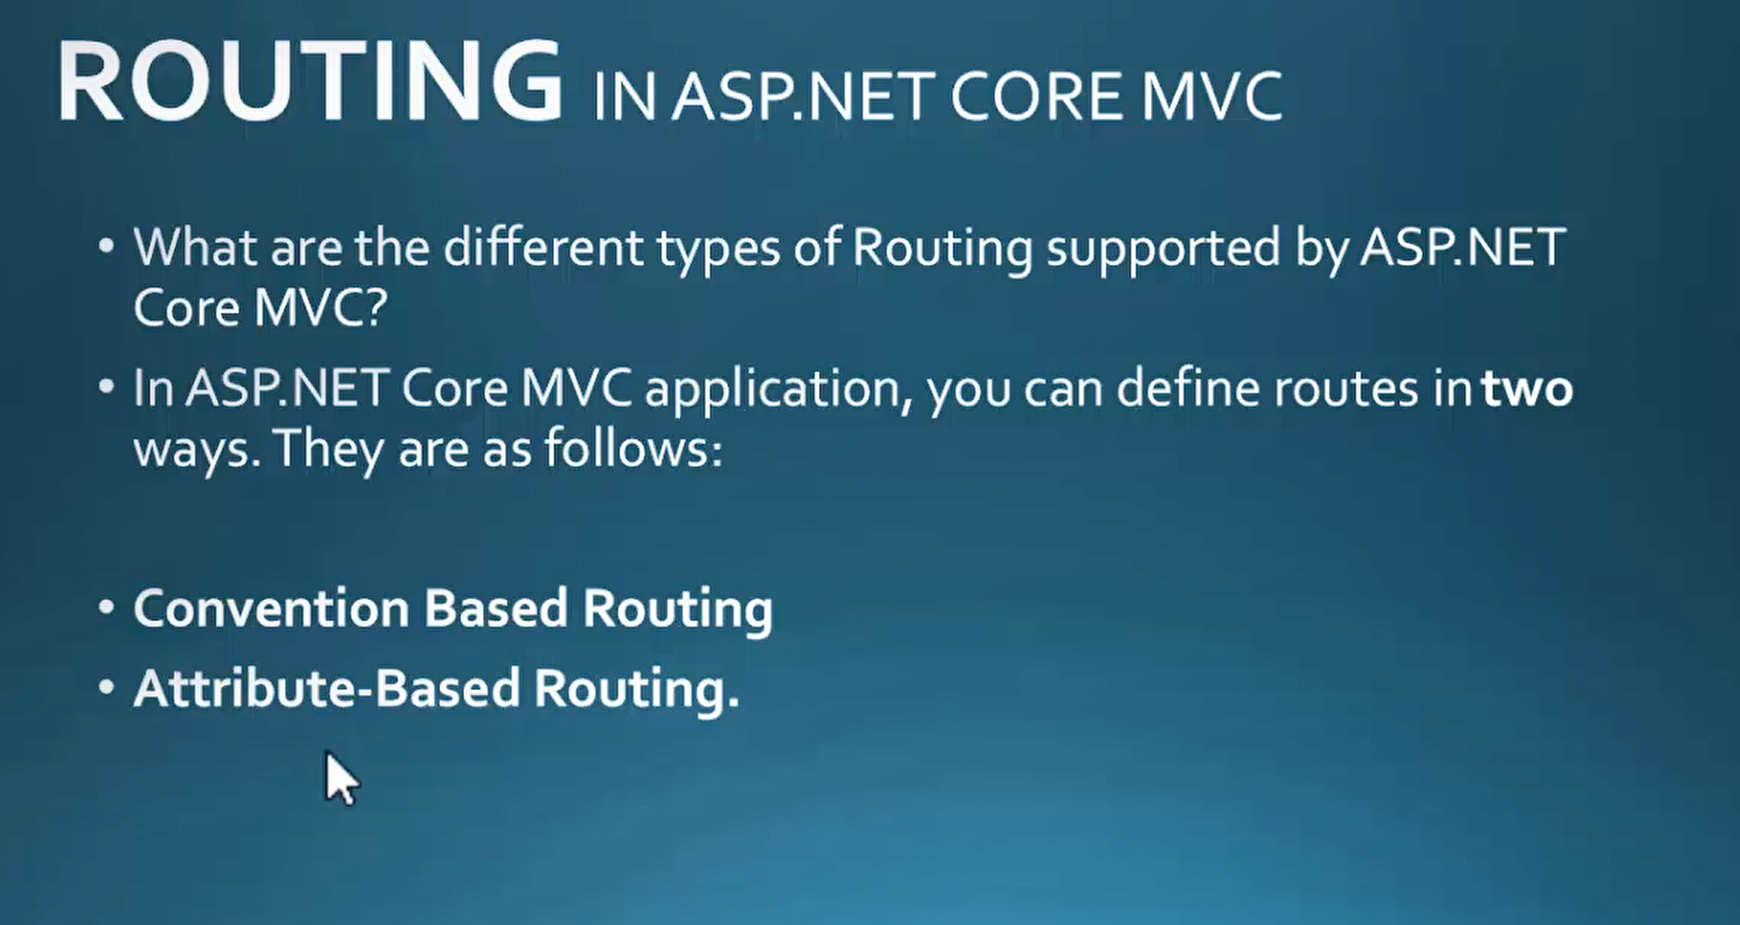 ROUTING IN ASP.NET CORE MVC
• What are the different types of Routing supported by ASP.NET
Core MVC?
• In ASP.NET Core MVC application, you can define routes in two
ways. They are as follows:
• Convention Based Routing
• Attribute-Based Routing.